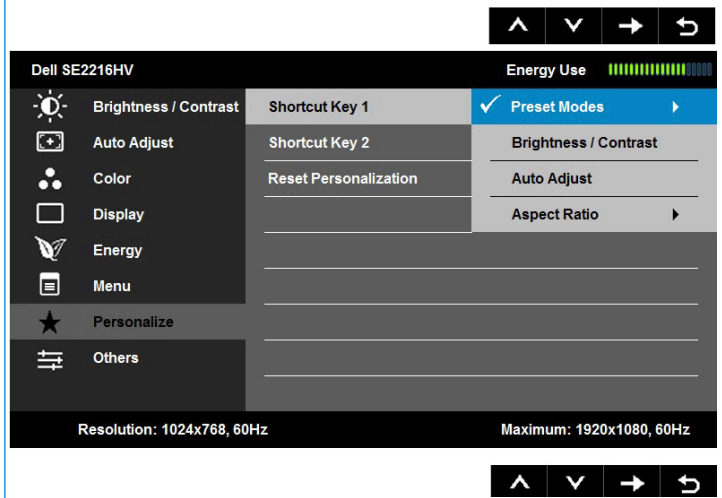 Dell SE2216HV Energy Use
Brightness / Contrast Shortcut Key 1 Preset Modes
Auto Adjust Shortcut Key 2 Brightness / Contrast
Color Reset Personalization Auto Adjust
Display Aspect Ratio
Energy
Menu
Personalize
Others
Resolution: 1024x768, 60Hz Maximum: 1920x1080, 60Hz